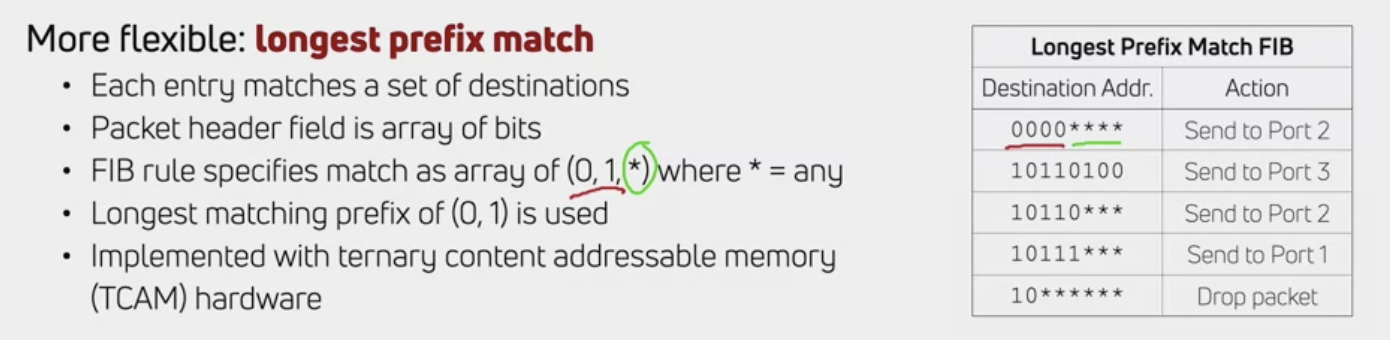 More flexible: longest prefix match
• Each entry matches a set of destinations
• Packet header field is array of bits
• FIB rule specifies match as array of (0, 1, *) where * = any
• Longest matching prefix of (0, 1) is used
• Implemented with ternary content addressable memory
(TCAM) hardware
Longest Prefix Match FIB
Destination Addr. Action
0000**** Send to Port 2
10110100 Send to Port 3
10110*** Send to Port 2
10111*** Send to Port 1
10****** Drop packet